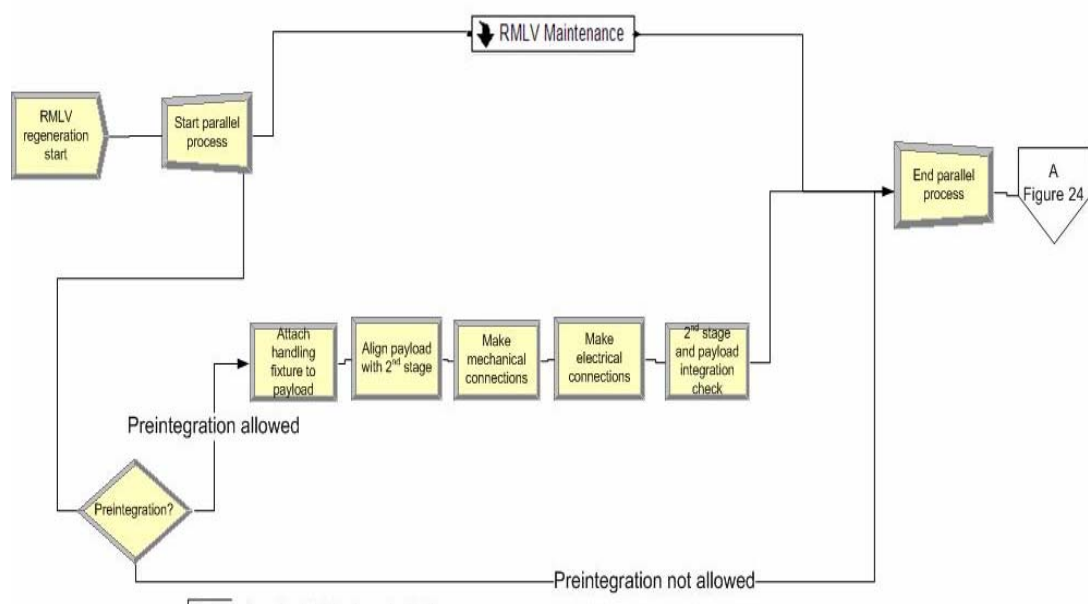 RMLV Maintenance
RMLV
regeneration
start
Start parallel
process
End parallel
process
A
Figure 24
Attach
handling
fixture to
payload
Align payload
with 2nd stage
Make
mechanical
connections
Make
electrical
connections
2nd stage
and payload
integration
check
Preintegration allowed
Preintegration?
Preintegration not allowed